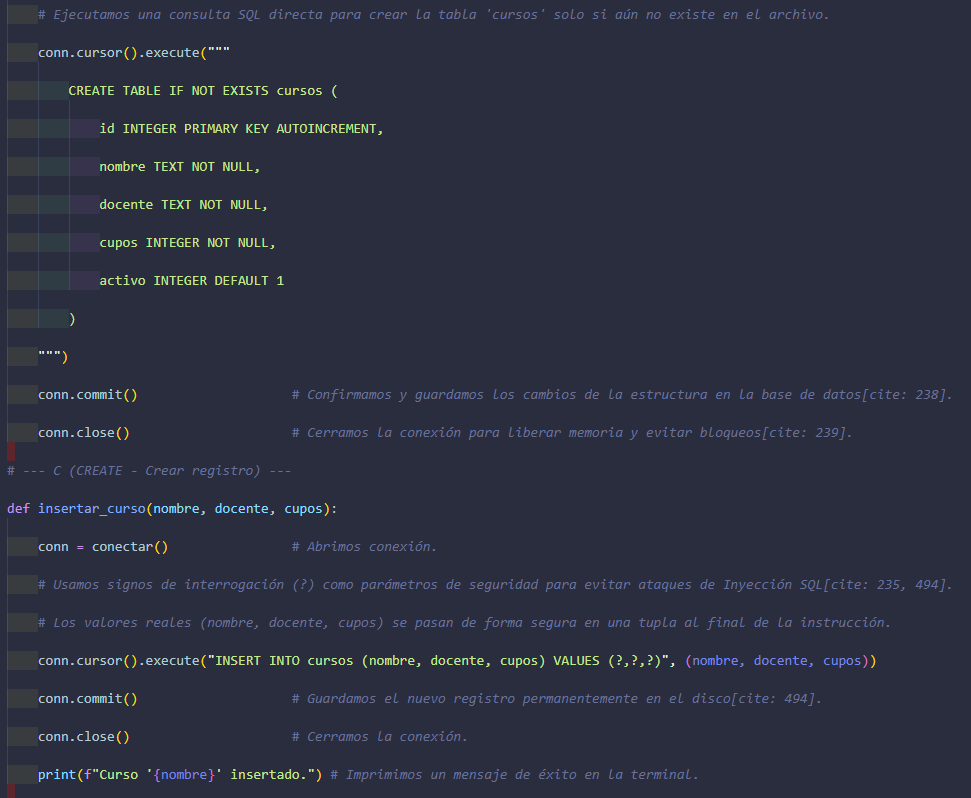 # Ejecutamos una consulta SQL directa para crear la tabla 'cursos' solo si aún no existe en el archivo.
conn.cursor().execute("""
CREATE TABLE IF NOT EXISTS cursos (
id INTEGER PRIMARY KEY AUTOINCREMENT,
nombre TEXT NOT NULL,
docente TEXT NOT NULL,
cupos INTEGER NOT NULL,
activo INTEGER DEFAULT 1
)
""")
conn.commit() # Confirmamos y guardamos los cambios de la estructura en la base de datos[cite: 238].
conn.close() # Cerramos la conexión para liberar memoria y evitar bloqueos[cite: 239].
# --- C (CREATE - Crear registro) ---
def insertar_curso(nombre, docente, cupos):
conn = conectar() # Abrimos conexión.
# Usamos signos de interrogación (?) como parámetros de seguridad para evitar ataques de Inyección SQL[cite: 235, 494].
# Los valores reales (nombre, docente, cupos) se pasan de forma segura en una tupla al final de la instrucción.
conn.cursor().execute("INSERT INTO cursos (nombre, docente, cupos) VALUES (?,?,?)", (nombre, docente, cupos))
conn.commit() # Guardamos el nuevo registro permanentemente en el disco[cite: 494].
conn.close() # Cerramos la conexión.
print(f"Curso '{nombre}' insertado.") # Imprimimos un mensaje de éxito en la terminal.